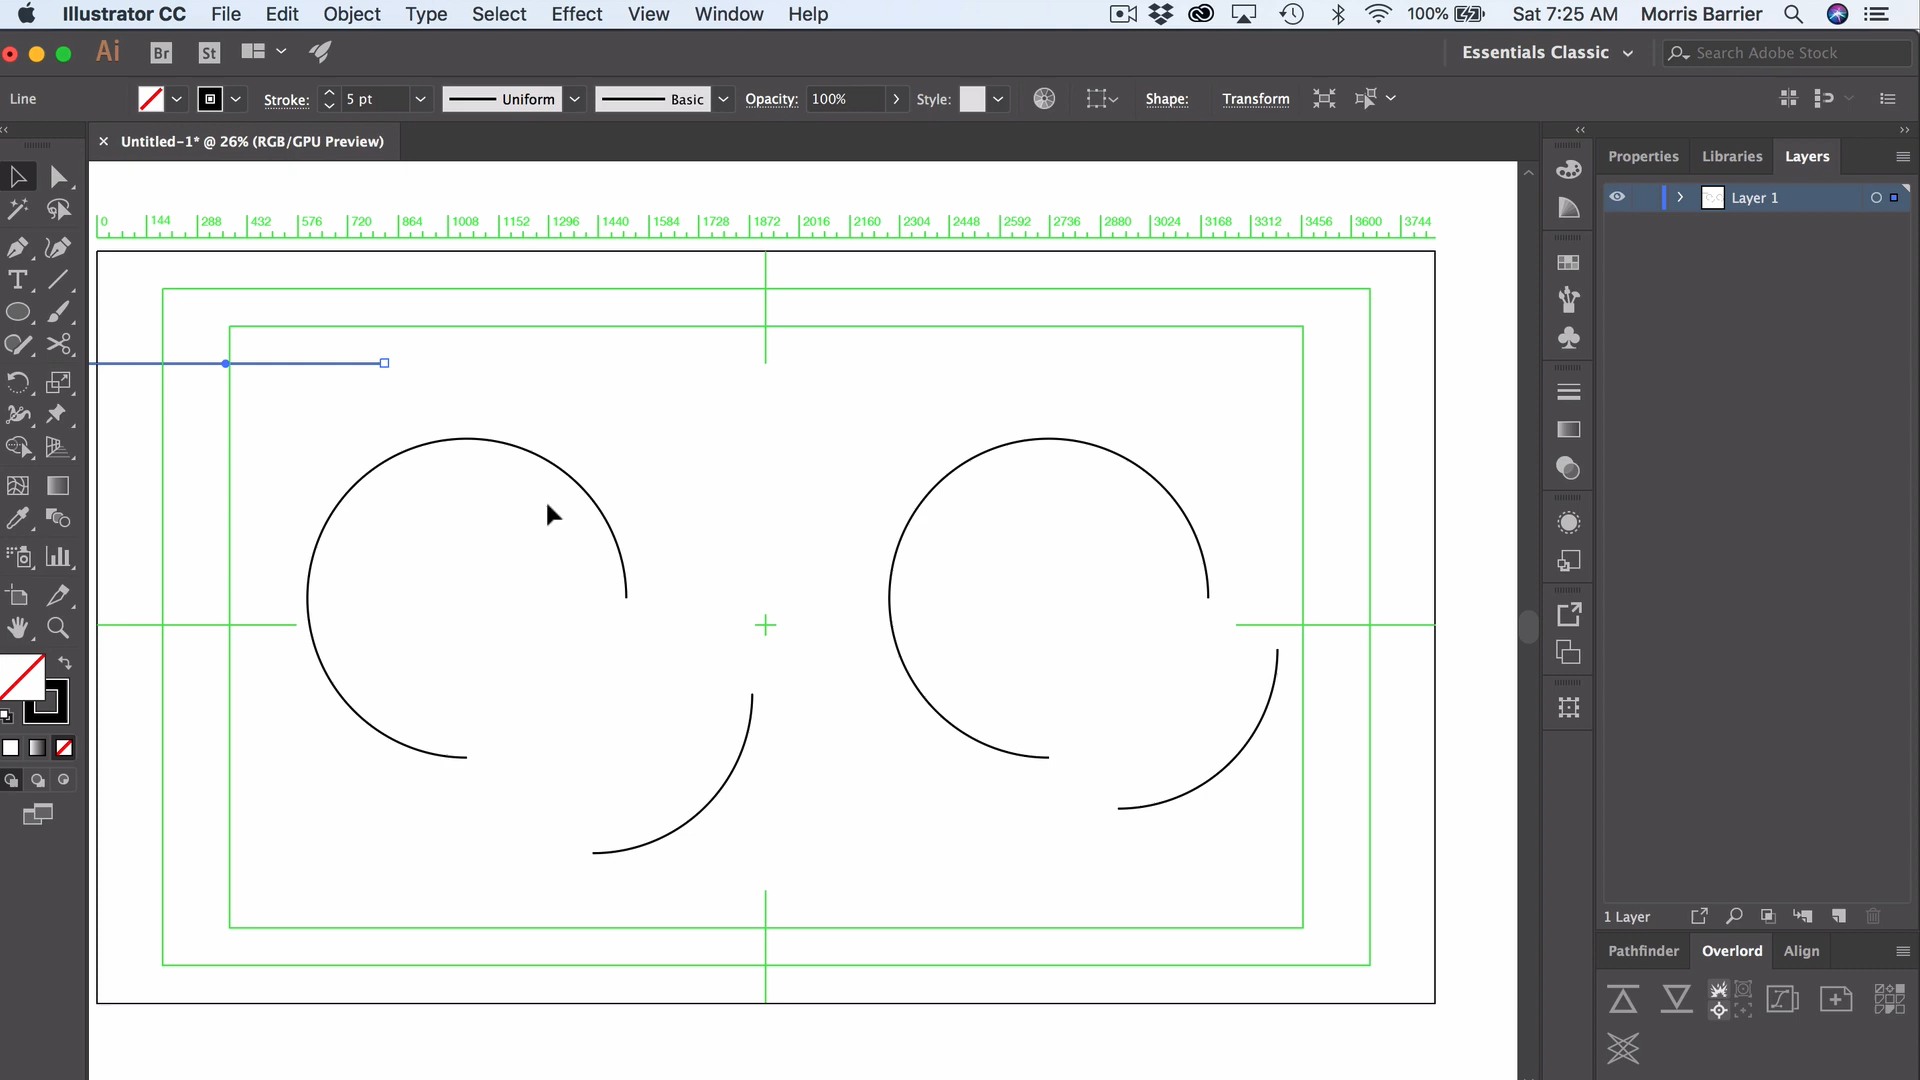 Illustrator CC File Edit Object Type Select Effect View Window Help 100% Sat 7:25 AM Morris Barrier
Ai Br St Essentials Classic Search Adobe Stock
Line Stroke: 5 pt Uniform Basic Opacity: 100% Style: Shape: Transform
× Untitled-1* @ 26% (RGB/GPU Preview)
Properties Libraries Layers
Layer 1
0 144 288 432 576 720 864 1008 1152 1296 1440 1584 1728 1872 2016 2160 2304 2448 2592 2736 2880 3024 3168 3312 3456 3600 3744
1 Layer
Pathfinder Overlord Align